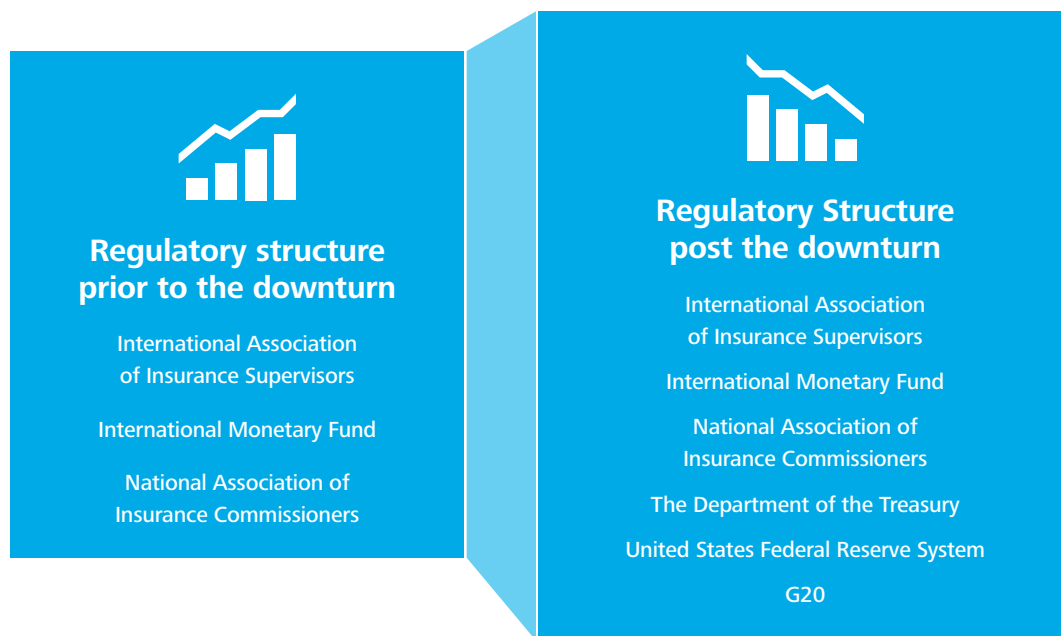 Regulatory structure
prior to the downturn
International Association
of Insurance Supervisors
International Monetary Fund
National Association of
Insurance Commissioners
Regulatory Structure
post the downturn
International Association
of Insurance Supervisors
International Monetary Fund
National Association of
Insurance Commissioners
The Department of the Treasury
United States Federal Reserve System
G20